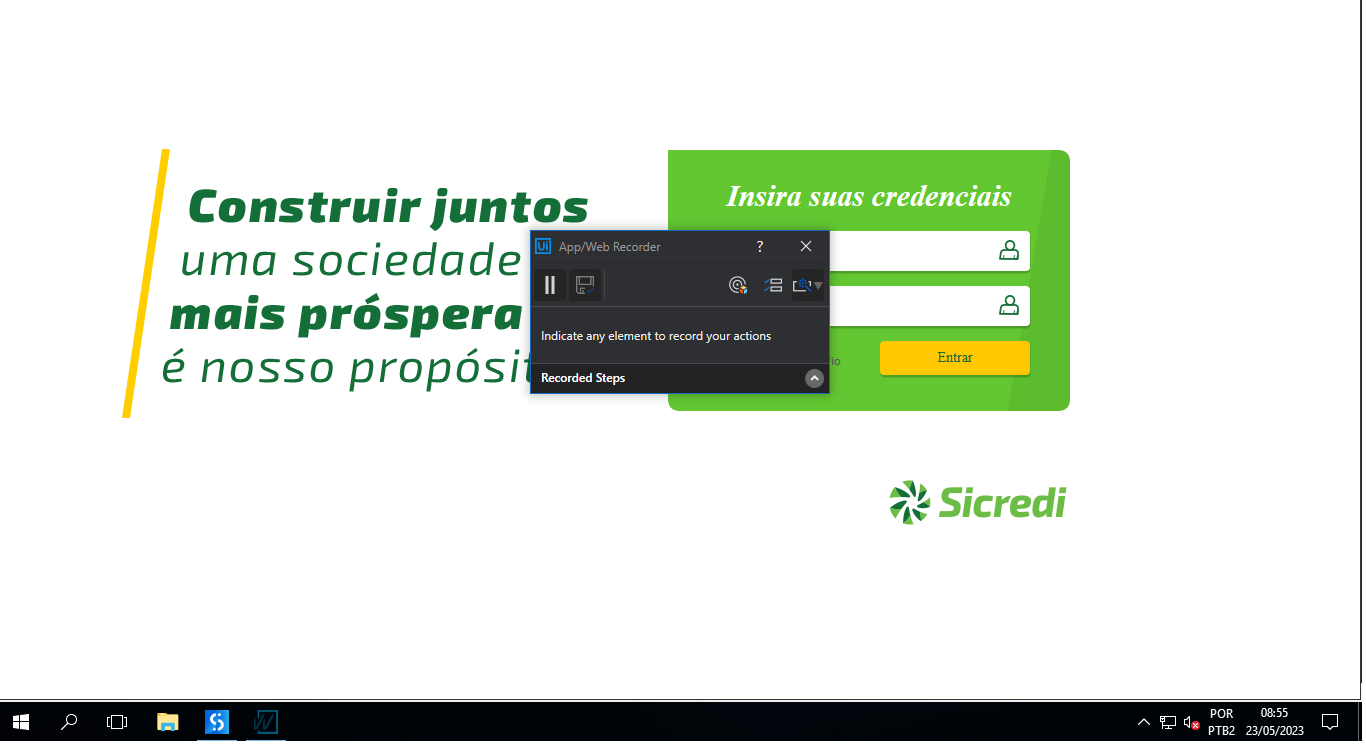 Construir juntos
uma sociedade
mais próspera
é nosso propósit
Insira suas credenciais
Ui App/Web Recorder ?
Indicate any element to record your actions
Recorded Steps
io
Entrar
Sicredi
POR
PTB2
08:55
23/05/2023